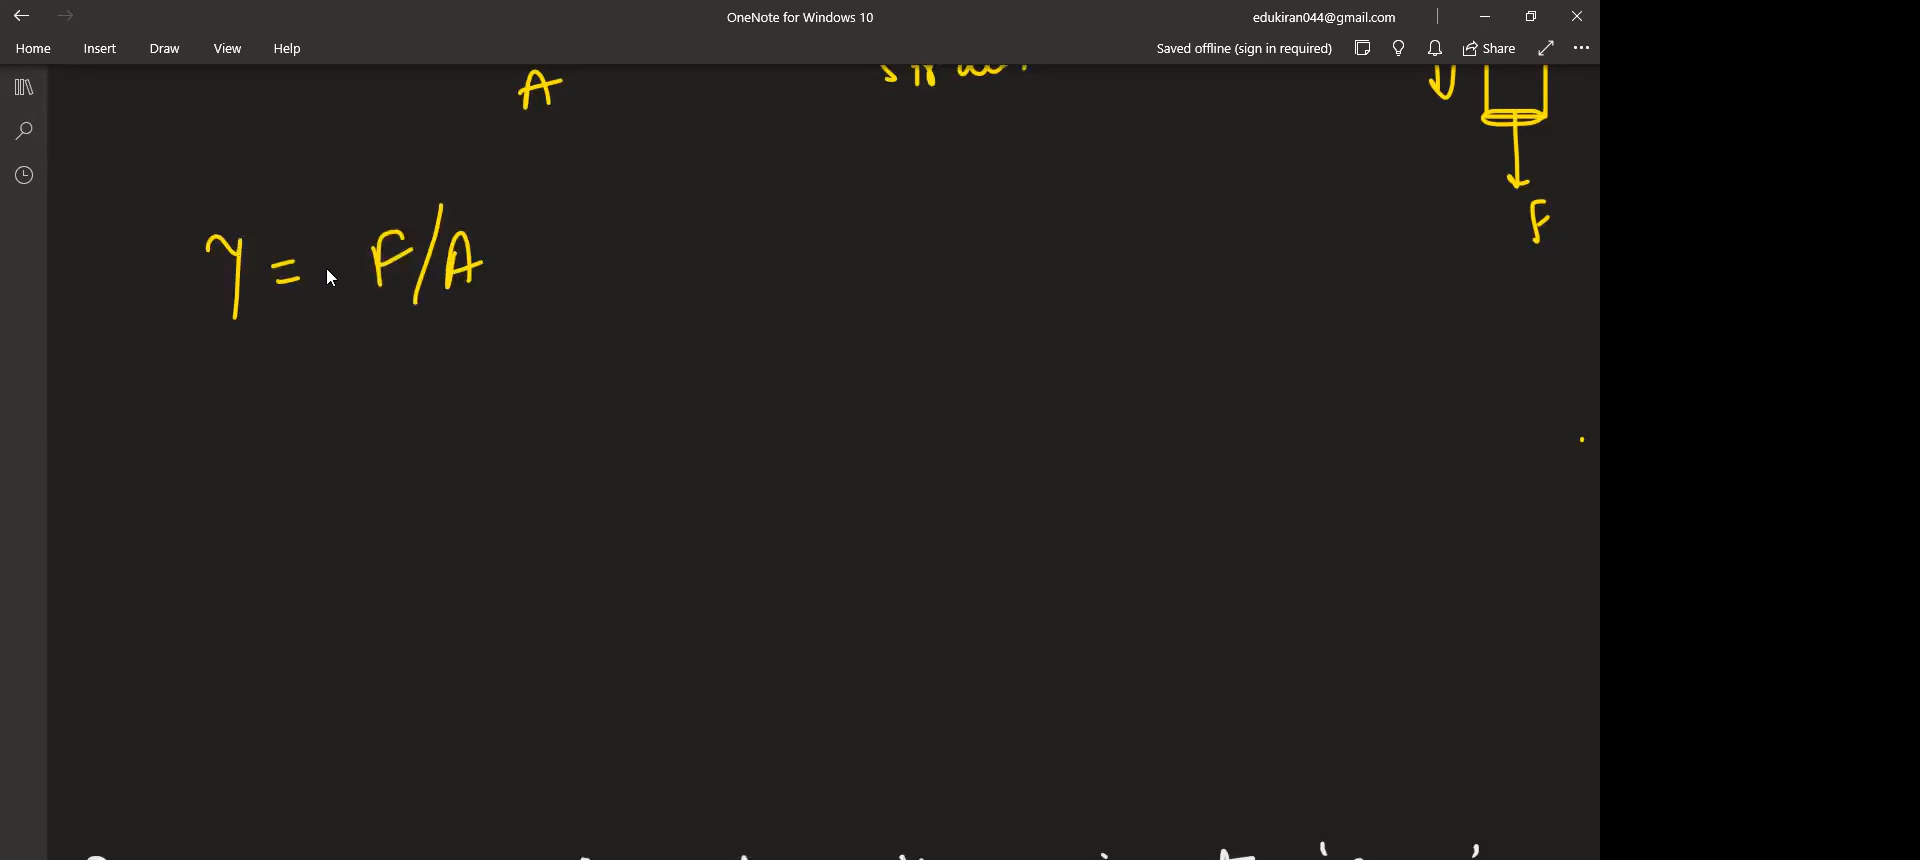 OneNote for Windows 10
edukiran044@gmail.com
Home Insert Draw View Help
Saved offline (sign in required) Share
A
F
Y = F/A